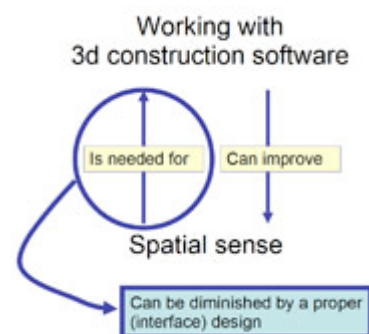 Working with
3d construction software
Is needed for
Can improve
Spatial sense
Can be diminished by a proper
(interface) design